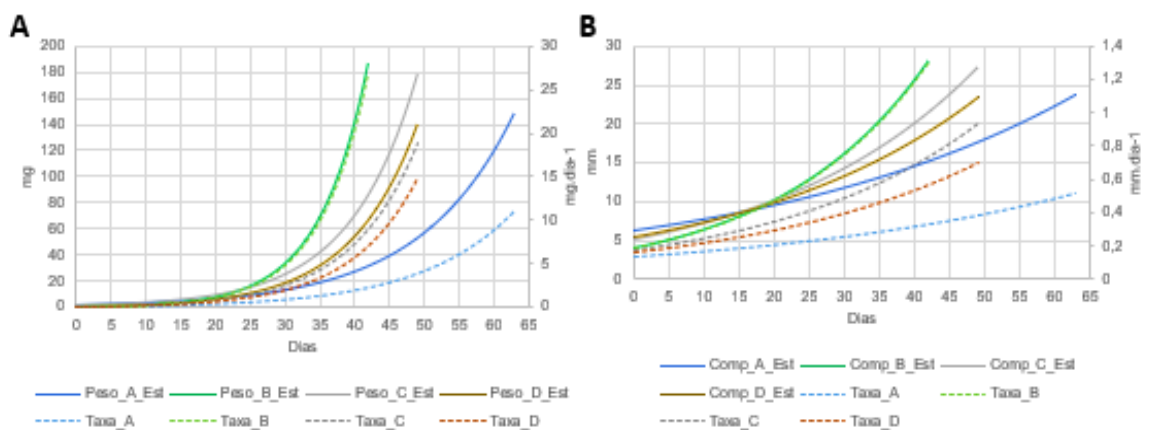 A
B
200
180
160
140
120
100
80
60
40
20
0
mg
30
25
20
15
10
5
0
mg.dia-1
0 5 10 15 20 25 30 35 40 45 50 55 60 65
Dias
Peso_A_Est Peso_B_Est Peso_C_Est Peso_D_Est
Taxa_A Taxa_B Taxa_C Taxa_D
30
25
20
15
10
5
0
mm
1,4
1,2
1
0,8
0,6
0,4
0,2
0
mm.dia-1
0 5 10 15 20 25 30 35 40 45 50 55 60 65
Dias
Comp_A_Est Comp_B_Est Comp_C_Est
Comp_D_Est Taxa_A Taxa_B
Taxa_C Taxa_D